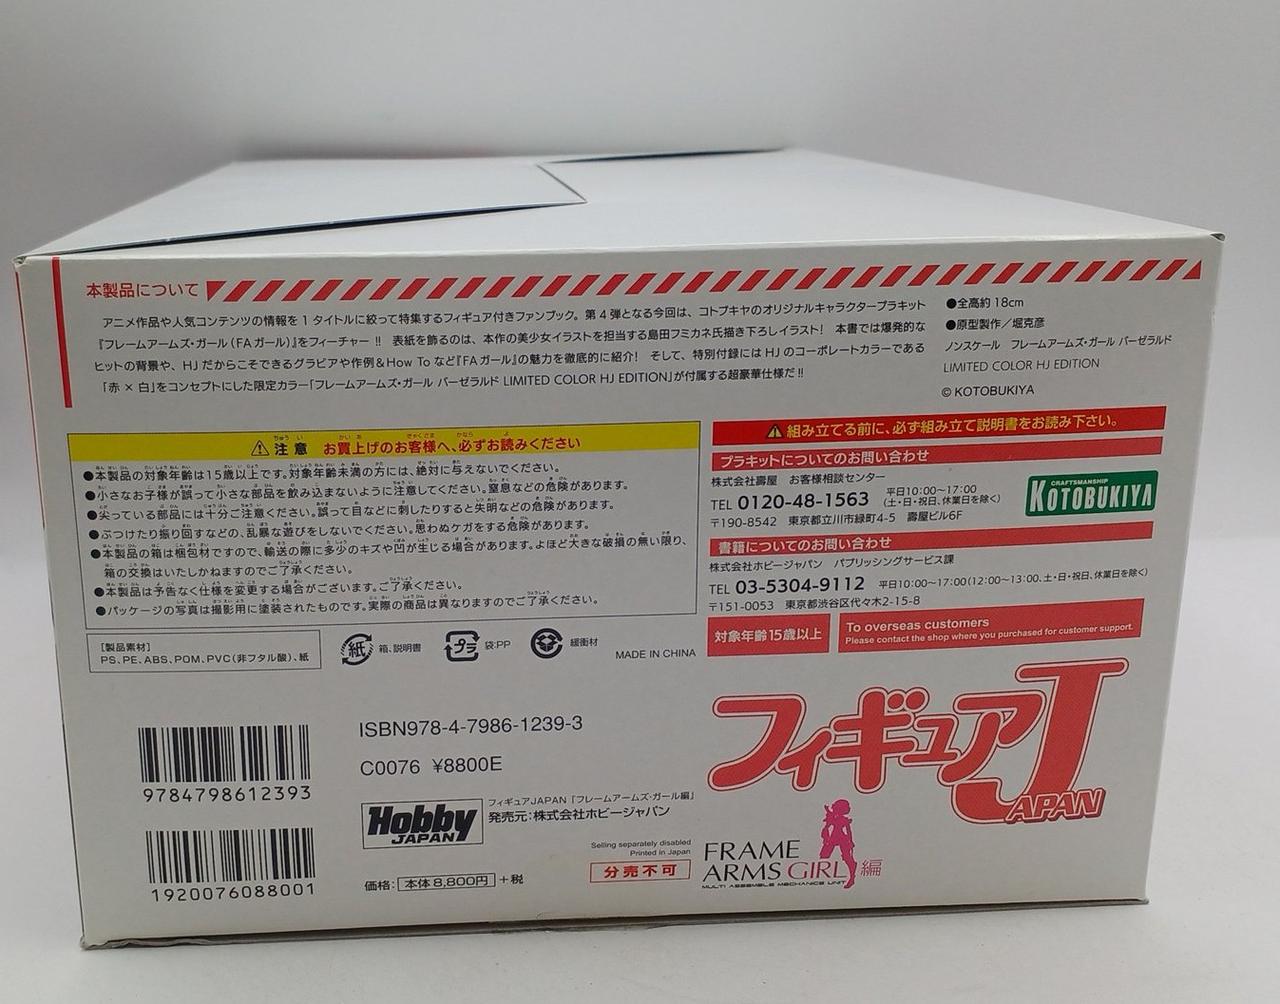 本製品について
アニメ作品や人気コンテンツの情報を1タイトルに絞って特集するフィギュア付きファンブック。第4弾となる今回は、コトブキヤのオリジナルキャラクタープラキット
『フレームアームズ・ガール(FAガール)』をフィーチャー!! 表紙を飾るのは、本作の美少女イラストを担当する島田フミカネ氏描き下ろしイラスト! 本書では爆発的な
ヒットの背景や、HJだからこそできるグラビアや作例&How Toなど『FAガール』の魅力を徹底的に紹介! そして、特別付録にはHJのコーポレートカラーである
「赤×白」をコンセプトにした限定カラー「フレームアームズ・ガール バーゼラルド LIMITED COLOR HJ EDITION」が付属する超豪華仕様だ!!
●全高約18cm
●原型製作/堀克彦
ノンスケール フレームアームズ・ガール バーゼラルド
LIMITED COLOR HJ EDITION
© KOTOBUKIYA
注意 お買上げのお客様へ、必ずお読みください
●本製品の対象年齢は15歳以上です。対象年齢未満の方には、絶対に与えないでください。
●小さなお子様が誤って小さな部品を飲み込まないように注意してください。窒息などの危険があります。
●尖っている部品には十分ご注意ください。誤って目などに刺したりすると失明などの危険があります。
●ぶつけたり振り回すなどの、乱暴な遊びをしないでください。思わぬケガをする危険があります。
●本製品の箱は梱包材ですので、輸送の際に多少のキズや凹が生じる場合があります。よほど大きな破損の無い限り、
箱の交換はいたしかねますのでご了承ください。
●本製品は予告なく仕様を変更する場合がございます。ご了承ください。
●パッケージの写真は撮影用に塗装されたものです。実際の商品は異なりますのでご了承ください。
[製品素材]
PS、PE、ABS、POM、PVC(非フタル酸)、紙
紙 箱、説明書
プラ 袋:PP
緩衝材
MADE IN CHINA
組み立てる前に、必ず組み立て説明書をお読み下さい。
プラキットについてのお問い合わせ
株式会社壽屋 お客様相談センター
TEL 0120-48-1563 平日10:00~17:00
(土・日・祝日、休業日を除く)
〒190-8542 東京都立川市緑町4-5 壽屋ビル6F
CRAFTSMANSHIP
KOTOBUKIYA
書籍についてのお問い合わせ
株式会社ホビージャパン パブリッシングサービス課
TEL 03-5304-9112 平日10:00~17:00(12:00~13:00、土・日・祝日、休業日を除く)
〒151-0053 東京都渋谷区代々木2-15-8
対象年齢15歳以上
To overseas customers
Please contact the shop where you purchased for customer support.
ISBN978-4-7986-1239-3
C0076 ¥8800E
9784798612393
1920076088001
Hobby
JAPAN
フィギュアJAPAN「フレームアームズ・ガール編」
発売元:株式会社ホビージャパン
Selling separately disabled
Printed in Japan
分売不可
価格: 本体8,800円 +税
フィギュアJAPAN
FRAME
ARMS GIRL編
MULTI ASSEMBLE MECHANICS UNIT